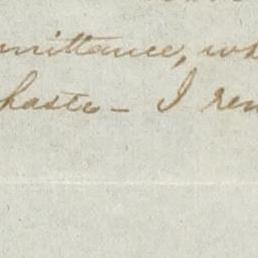 mittance, wh
haste - I rem